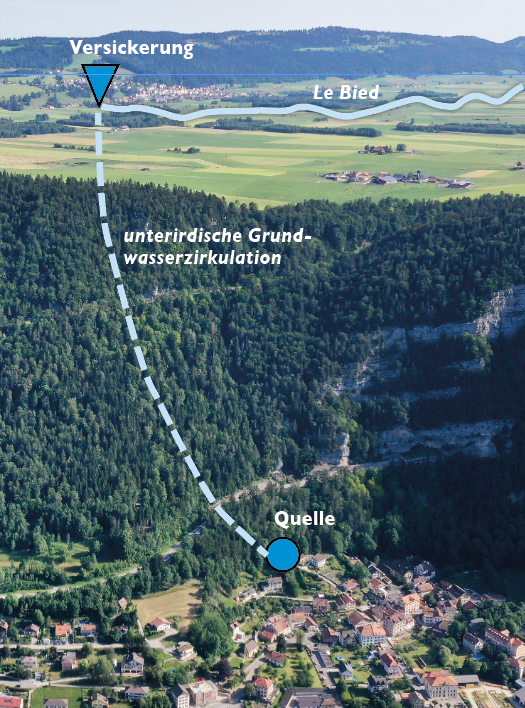 Versickerung
Le Bied
unterirdische Grund-
wasserzirkulation
Quelle